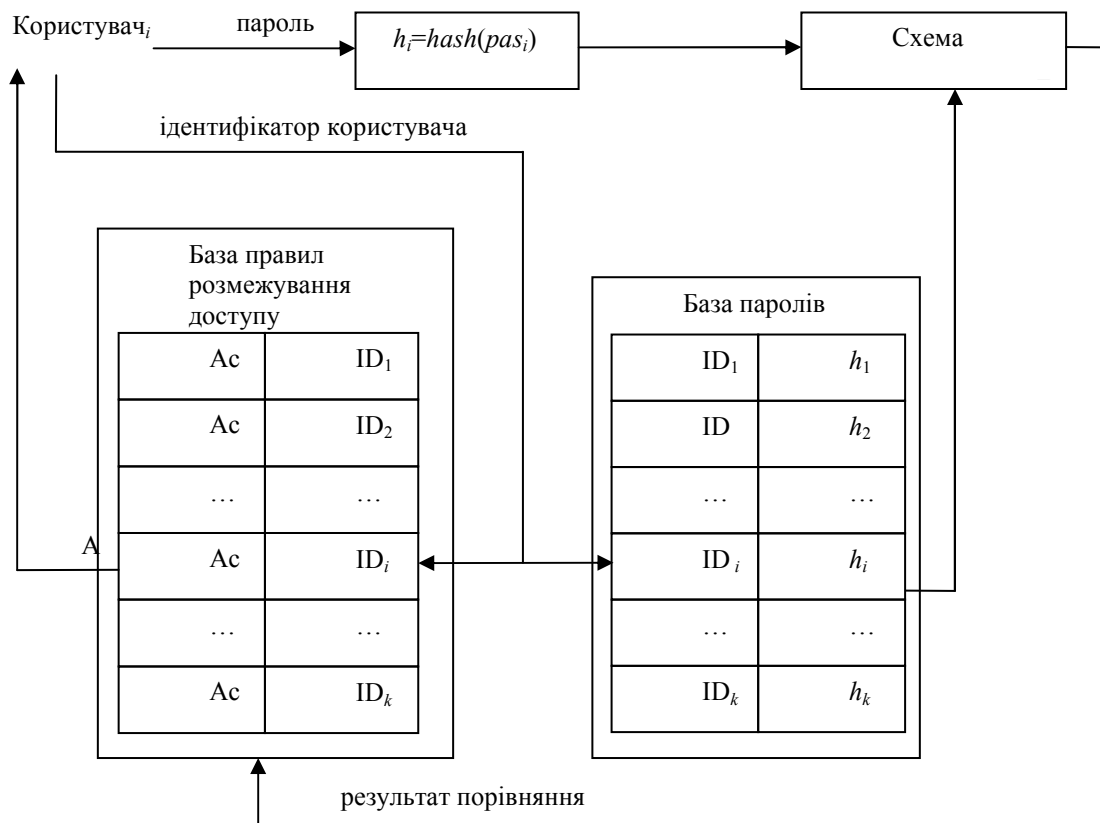 Користувачi пароль hi=hash(pasi) Схема
ідентифікатор користувача
База правил
розмежування
доступу
База паролів
Ac ID1
Ac ID2
… …
Ac IDi
… …
Ac IDk
A
ID1 h1
ID h2
… …
ID i hi
… …
IDk hk
результат порівняння